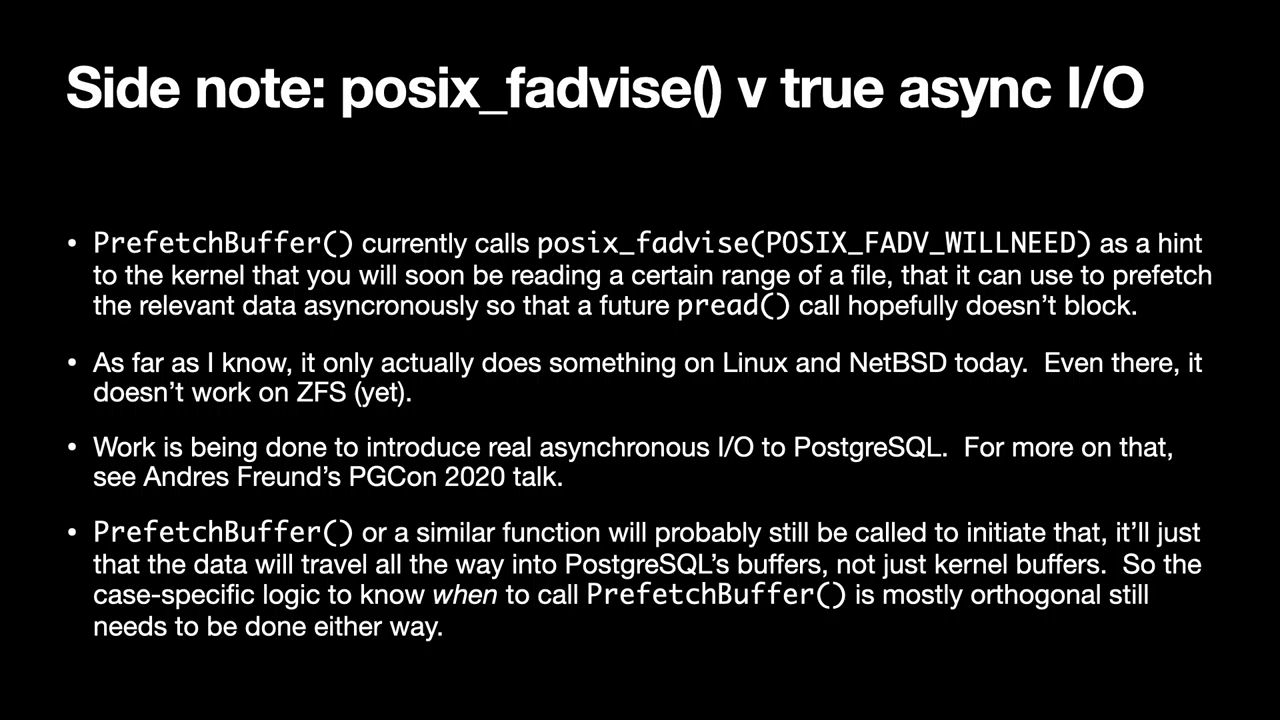 Side note: posix_fadvise() v true async I/O
• PrefetchBuffer() currently calls posix_fadvise(POSIX_FADV_WILLNEED) as a hint
to the kernel that you will soon be reading a certain range of a file, that it can use to prefetch
the relevant data asyncronously so that a future pread() call hopefully doesn’t block.
• As far as I know, it only actually does something on Linux and NetBSD today.  Even there, it
doesn’t work on ZFS (yet).
• Work is being done to introduce real asynchronous I/O to PostgreSQL.  For more on that,
see Andres Freund’s PGCon 2020 talk.
• PrefetchBuffer() or a similar function will probably still be called to initiate that, it’ll just
that the data will travel all the way into PostgreSQL’s buffers, not just kernel buffers.  So the
case-specific logic to know when to call PrefetchBuffer() is mostly orthogonal still
needs to be done either way.